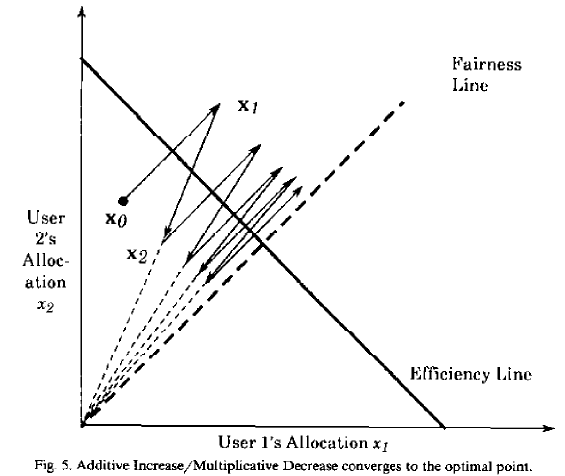 Fairness
Line
x1
x0
User
2's
Alloc-
ation
x2
x2
Efficiency Line
User 1's Allocation x1
Fig. 5. Additive Increase/Multiplicative Decrease converges to the optimal point.